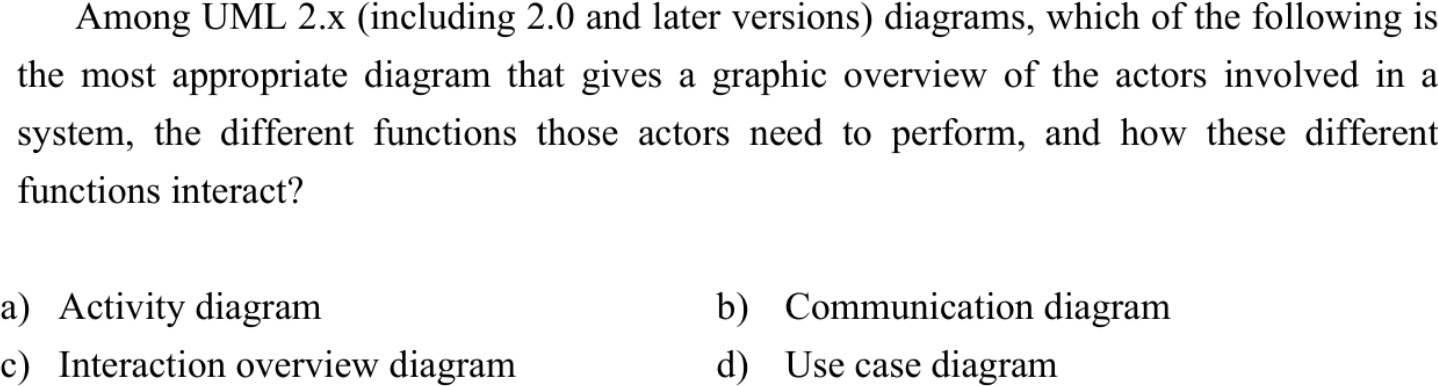 Among UML 2.x (including 2.0 and later versions) diagrams, which of the following is
the most appropriate diagram that gives a graphic overview of the actors involved in a
system, the different functions those actors need to perform, and how these different
functions interact?
a) Activity diagram b) Communication diagram
c) Interaction overview diagram d) Use case diagram